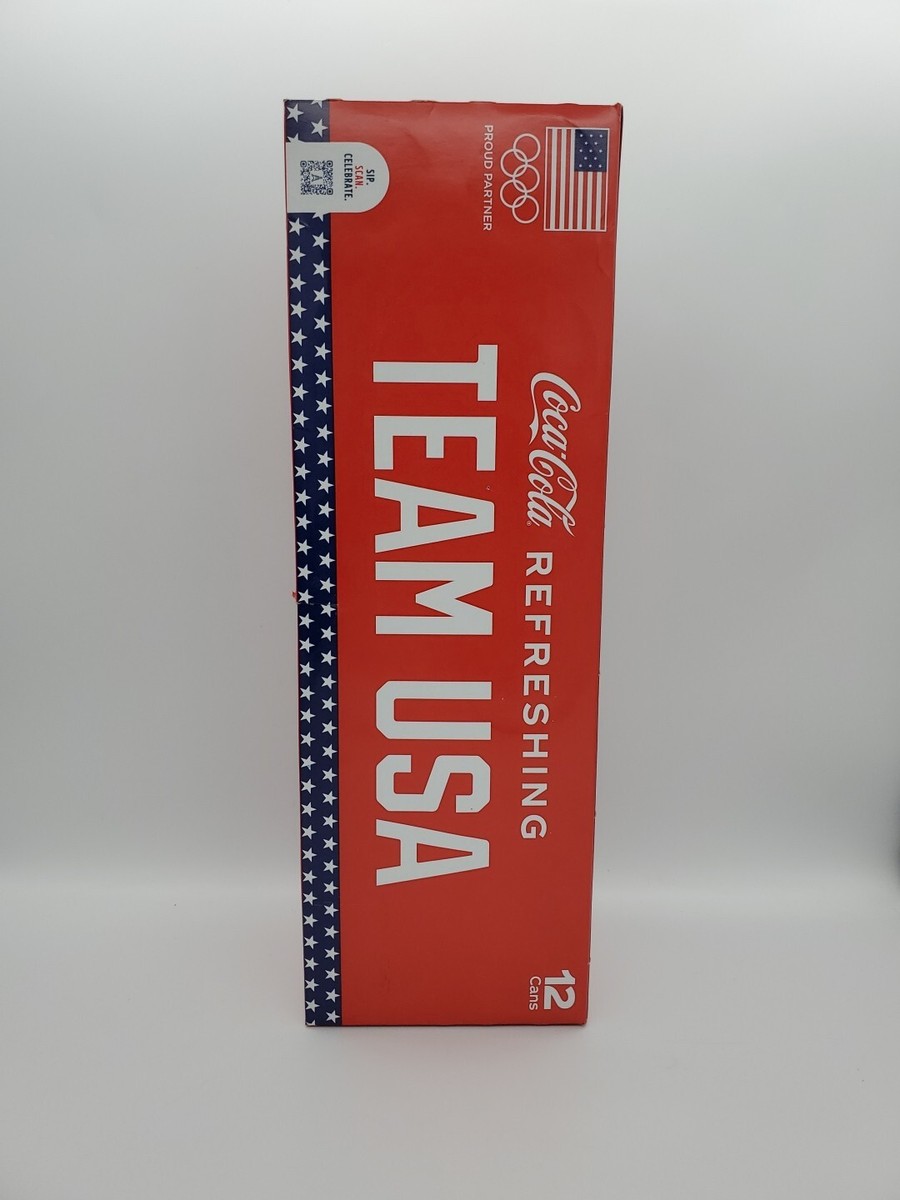 PROUD PARTNER
Coca-Cola REFRESHING
12
Cans
TEAM USA
SIP.
SCAN.
CELEBRATE.